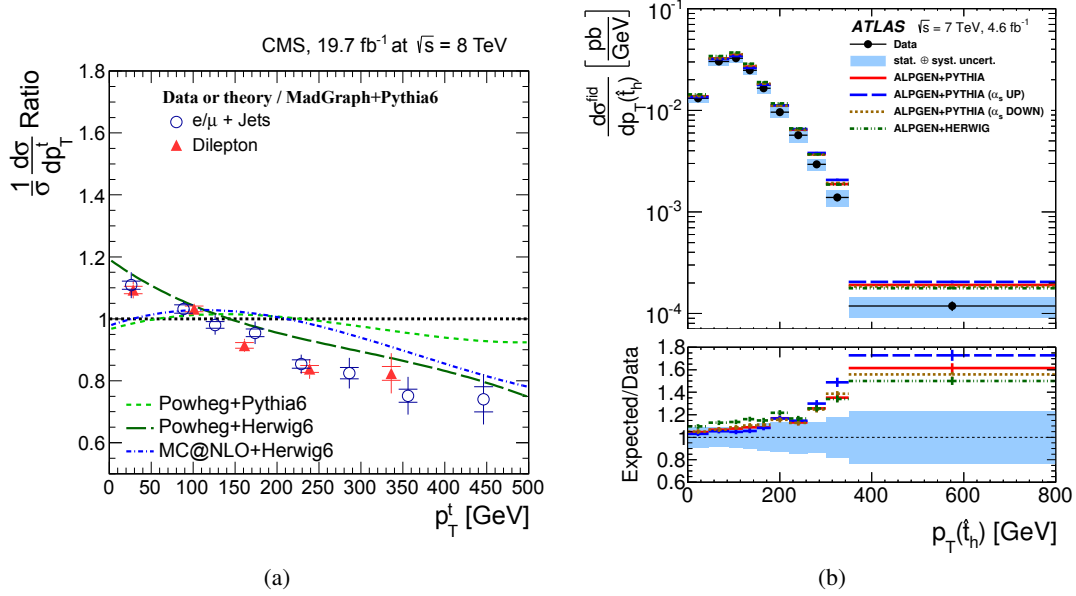 CMS, 19.7 fb⁻¹ at √s = 8 TeV
1/σ dσ/dp_T^t Ratio
1.8
1.6
1.4
1.2
1
0.8
0.6
Data or theory / MadGraph+Pythia6
e/μ + Jets
Dilepton
Powheg+Pythia6
Powheg+Herwig6
MC@NLO+Herwig6
0 50 100 150 200 250 300 350 400 450 500
p_T^t [GeV]
(a)
dσ^fid/dp_T(t̂_h) [pb/GeV]
10⁻¹
10⁻²
10⁻³
10⁻⁴
ATLAS √s = 7 TeV, 4.6 fb⁻¹
Data
stat. ⊕ syst. uncert.
ALPGEN+PYTHIA
ALPGEN+PYTHIA (α_s UP)
ALPGEN+PYTHIA (α_s DOWN)
ALPGEN+HERWIG
Expected/Data
1.8
1.6
1.4
1.2
1
0.8
0.6
0 200 400 600 800
p_T(t̂_h) [GeV]
(b)